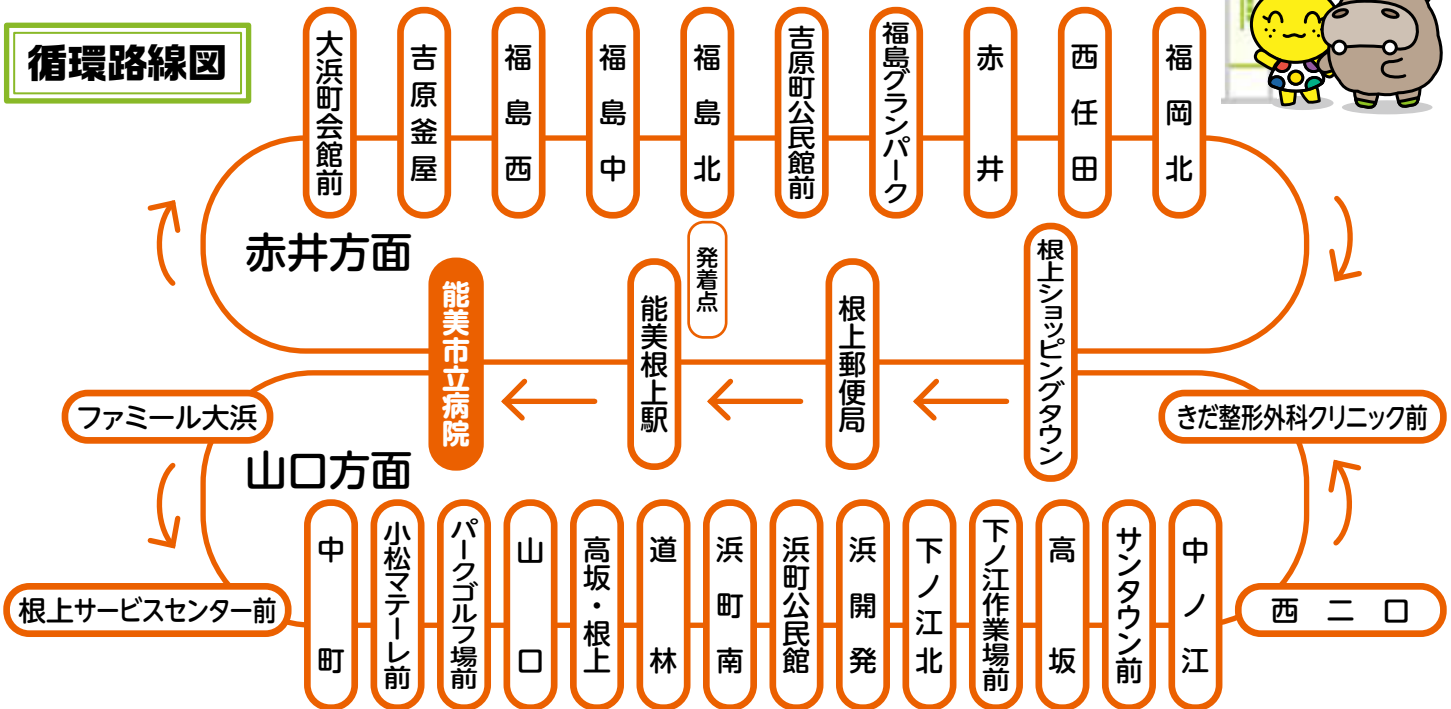 循環路線図
大浜町会館前
吉原釜屋
福島西
福島中
福島北
吉原町公民館前
福島グランパーク
赤井
西任田
福岡北
赤井方面
発着点
能美市立病院
能美根上駅
根上郵便局
根上ショッピングタウン
ファミール大浜
きだ整形外科クリニック前
山口方面
根上サービスセンター前
中町
小松マテーレ前
パークゴルフ場前
山口
高坂・根上
道林
浜町南
浜町公民館
浜開発
下ノ江北
下ノ江作業場前
高坂
サンタウン前
中ノ江
西二口